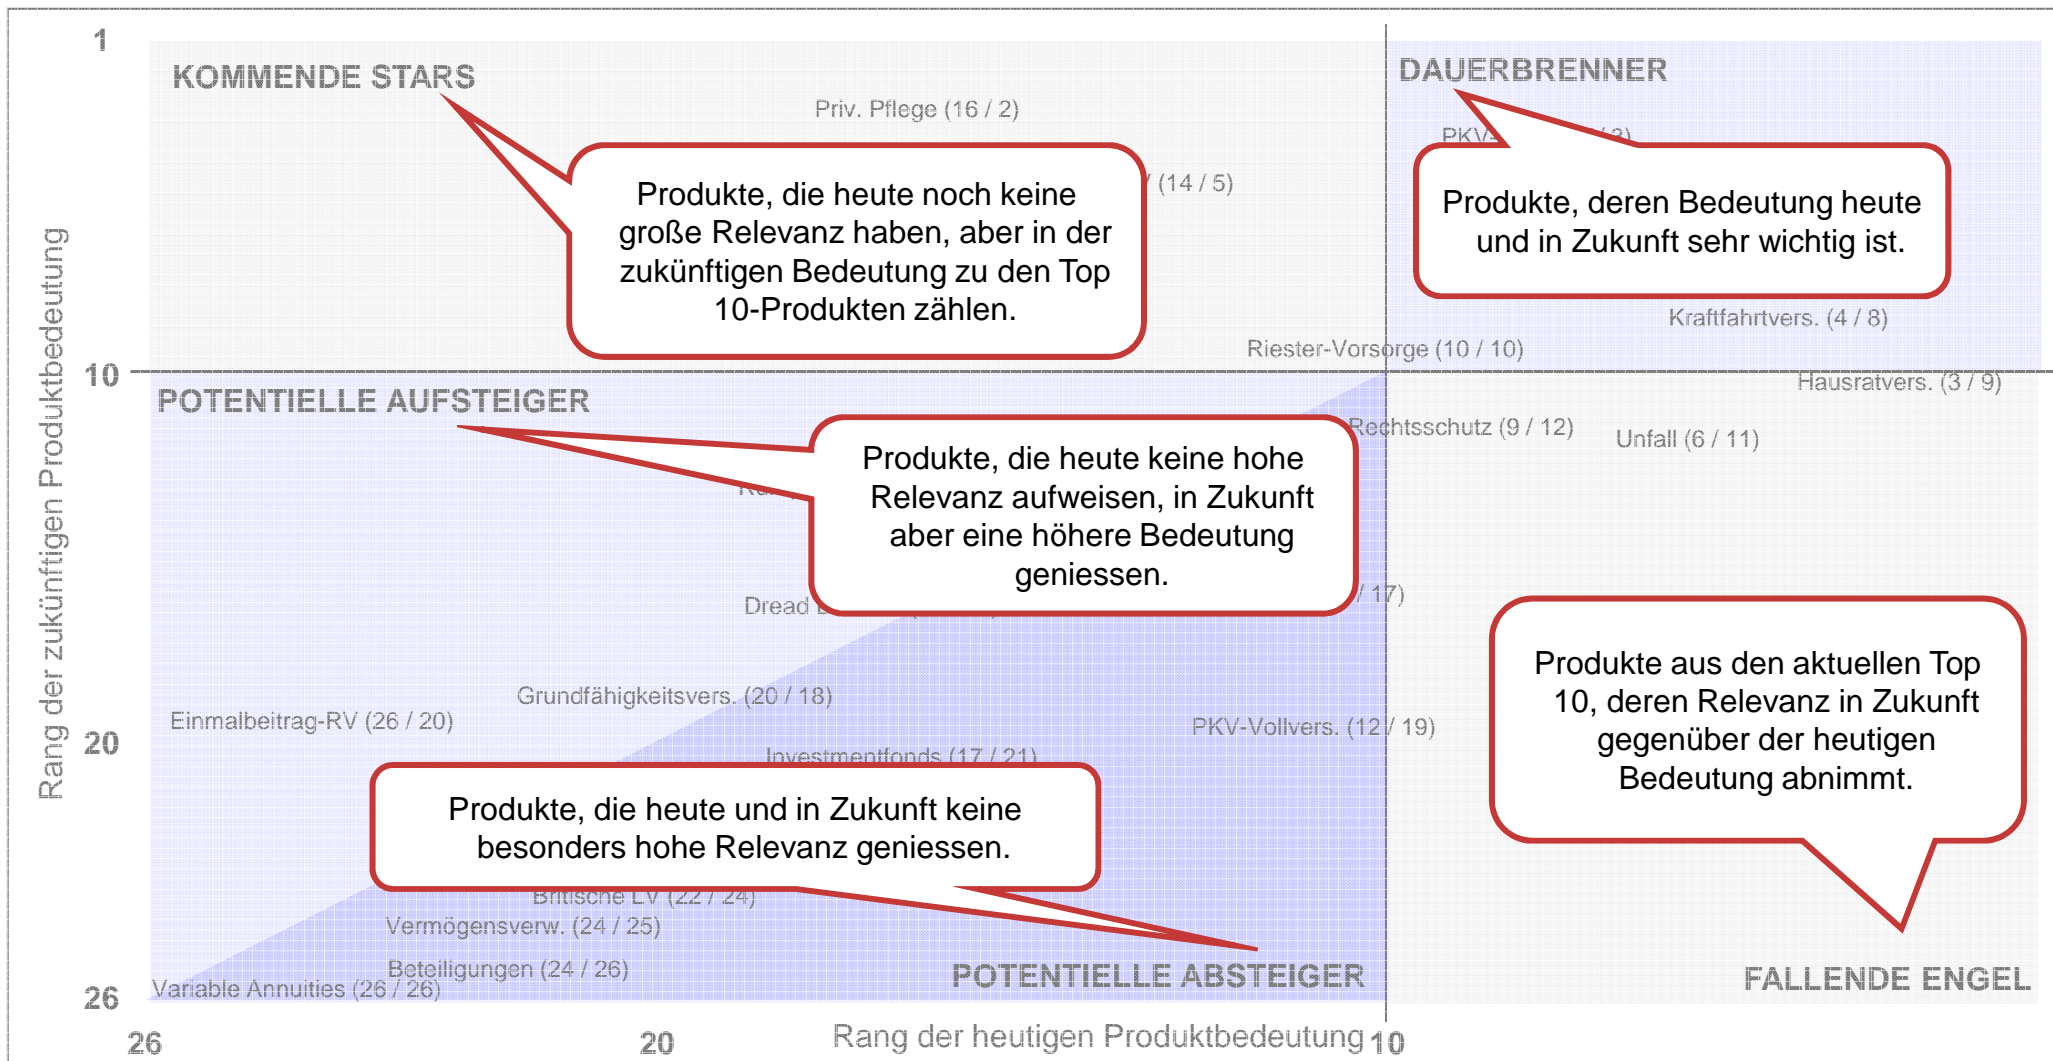 1
KOMMENDE STARS
DAUERBRENNER
Priv. Pflege (16 / 2)
(14 / 5)
Produkte, die heute noch keine
große Relevanz haben, aber in der
zukünftigen Bedeutung zu den Top
10-Produkten zählen.
Produkte, deren Bedeutung heute
und in Zukunft sehr wichtig ist.
Kraftfahrtvers. (4 / 8)
Riester-Vorsorge (10 / 10)
10
POTENTIELLE AUFSTEIGER
Hausratvers. (3 / 9)
Rechtsschutz (9 / 12)
Unfall (6 / 11)
Produkte, die heute keine hohe
Relevanz aufweisen, in Zukunft
aber eine höhere Bedeutung
geniessen.
Dread
/ 17)
Produkte aus den aktuellen Top
10, deren Relevanz in Zukunft
gegenüber der heutigen
Bedeutung abnimmt.
Grundfähigkeitsvers. (20 / 18)
Einmalbeitrag-RV (26 / 20)
PKV-Vollvers. (12 / 19)
20
Investmentfonds (17 / 21)
Produkte, die heute und in Zukunft keine
besonders hohe Relevanz geniessen.
Britische LV (22 / 24)
Vermögensverw. (24 / 25)
Beteiligungen (24 / 26)
POTENTIELLE ABSTEIGER
FALLENDE ENGEL
Variable Annuities (26 / 26)
26
26
20
Rang der heutigen Produktbedeutung
10
Rang der zukünftigen Produktbedeutung